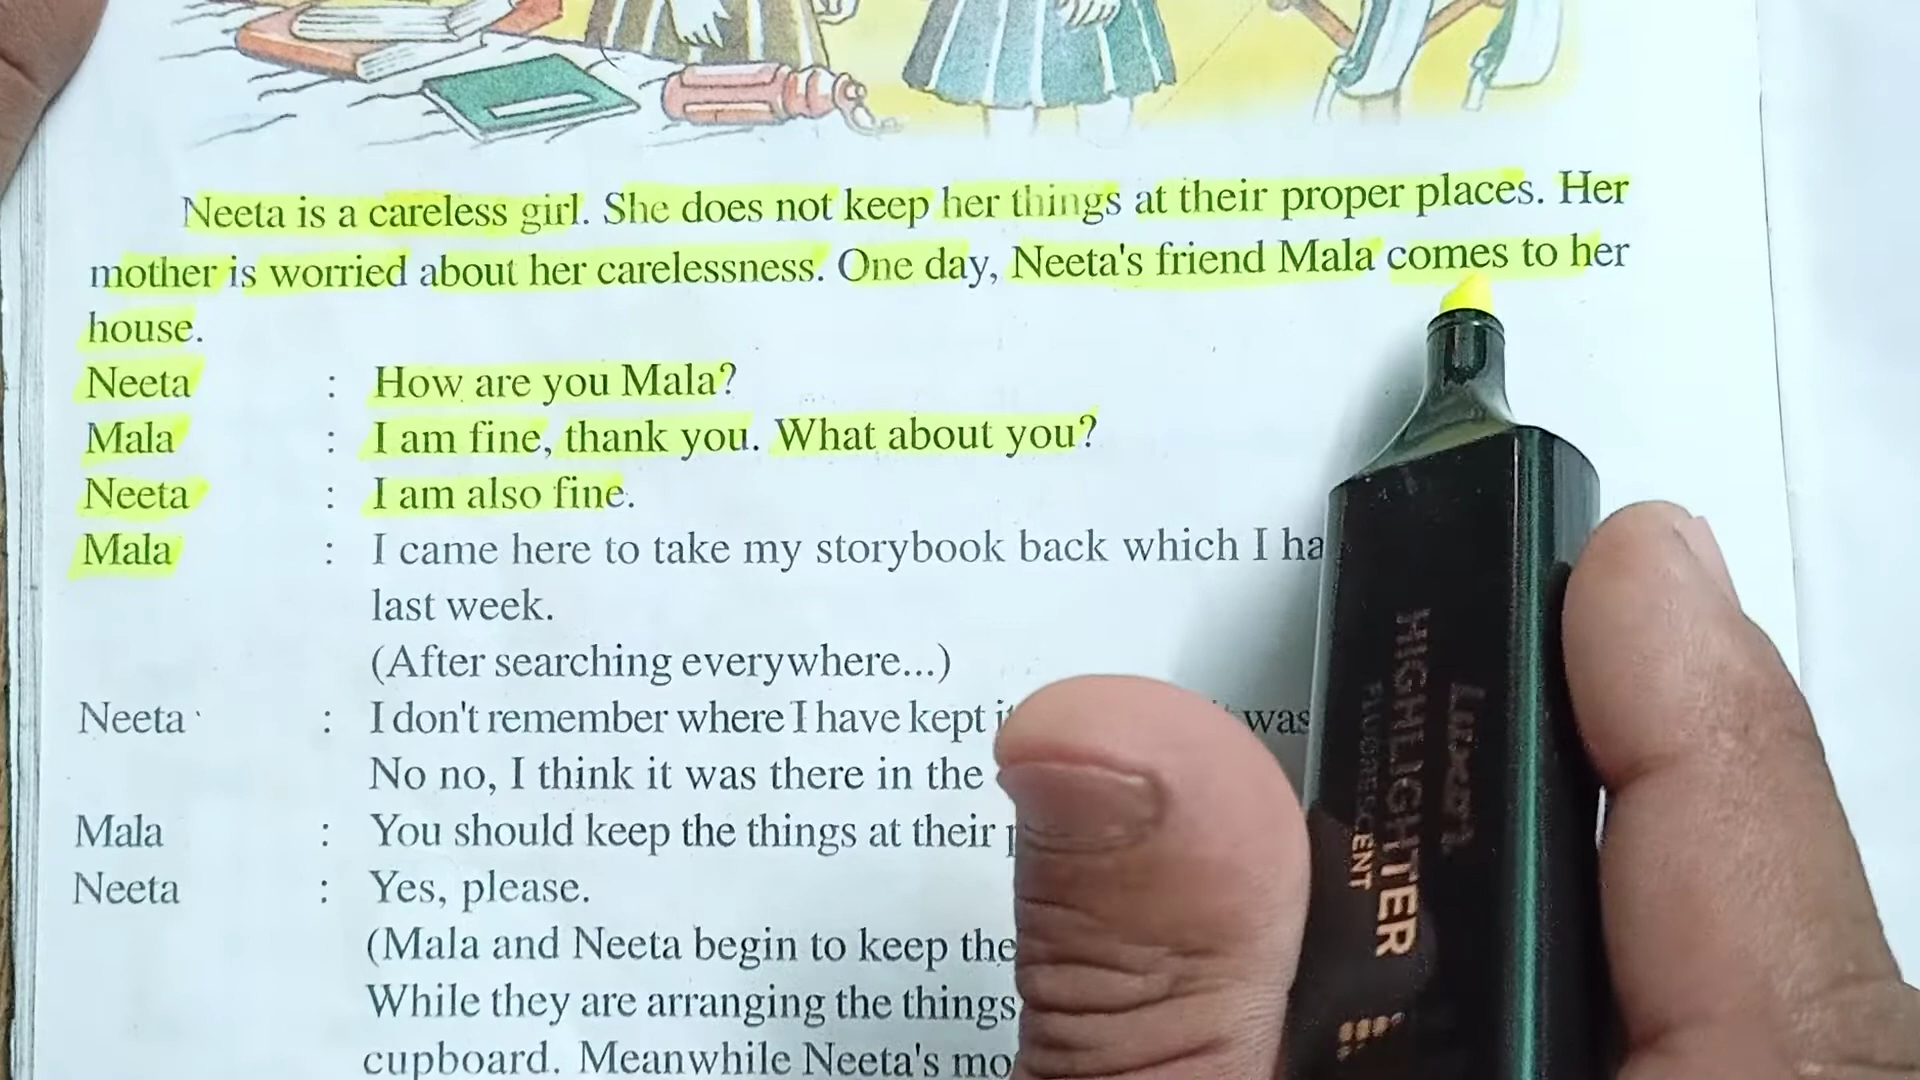 Neeta is a careless girl. She does not keep her things at their proper places. Her
mother is worried about her carelessness. One day, Neeta's friend Mala comes to her
house.
Neeta : How are you Mala?
Mala : I am fine, thank you. What about you?
Neeta : I am also fine.
Mala : I came here to take my storybook back which I
last week.
(After searching everywhere...)
Neeta : I don't remember where I have kept was
No no, I think it was there in the
Mala : You should keep the things at their
Neeta : Yes, please.
(Mala and Neeta begin to keep the
While they are arranging the things
cupboard. Meanwhile Neeta's
Luxor
HIGHLIGHTER
FLUORESCENT